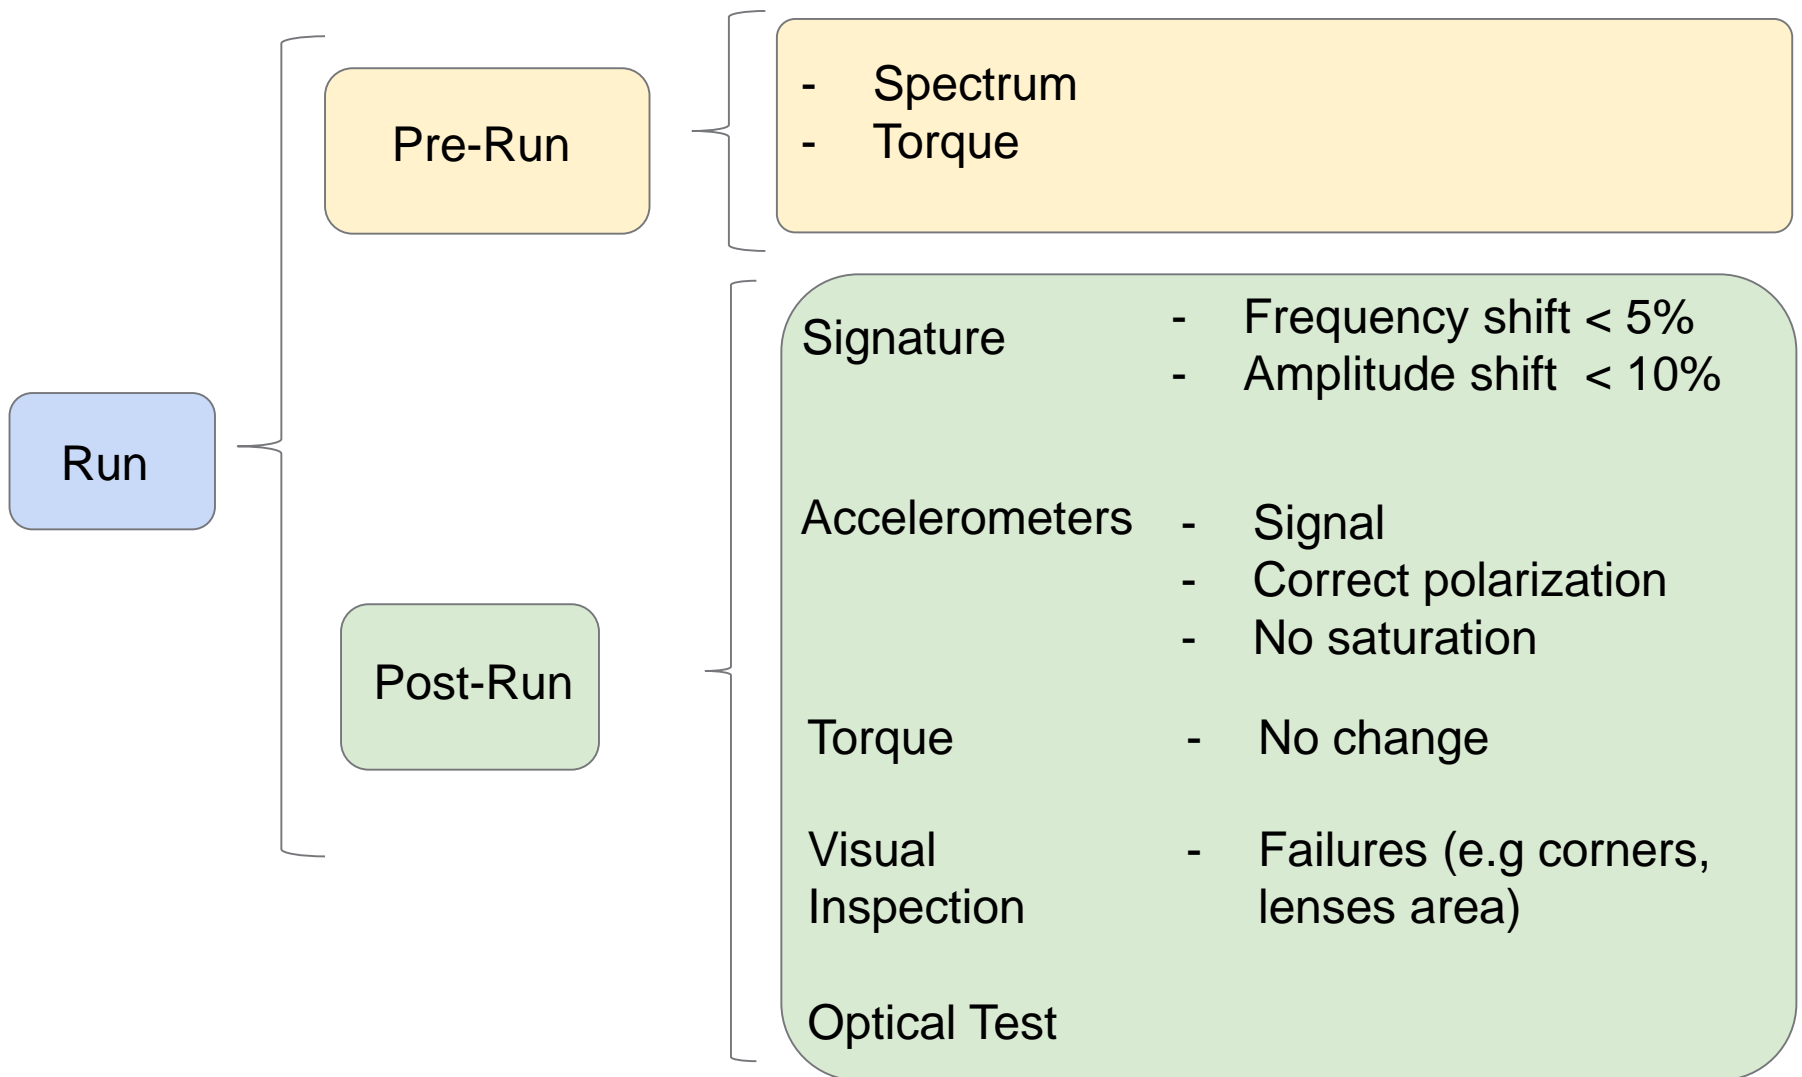 Run
Pre-Run
- Spectrum
- Torque
Post-Run
Signature
- Frequency shift < 5%
- Amplitude shift  < 10%
Accelerometers
- Signal
- Correct polarization
- No saturation
Torque
- No change
Visual
Inspection
- Failures (e.g corners,
lenses area)
Optical Test